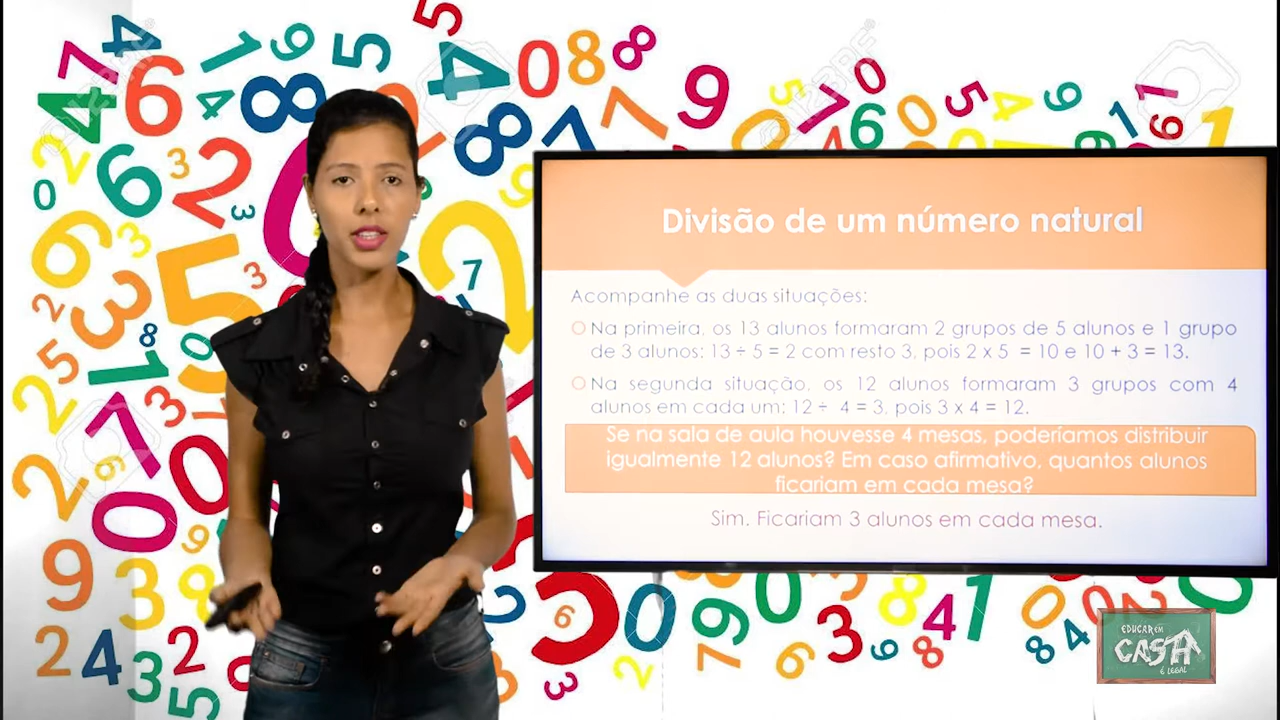 Divisão de um número natural
Acompanhe as duas situações:
Na primeira, os 13 alunos formaram 2 grupos de 5 alunos e 1 grupo
de 3 alunos: 13 ÷ 5 = 2 com resto 3, pois 2 x 5 = 10 e 10 + 3 = 13.
Na segunda situação, os 12 alunos formaram 3 grupos com 4
alunos em cada um: 12 ÷ 4 = 3, pois 3 x 4 = 12.
Se na sala de aula houvesse 4 mesas, poderíamos distribuir
igualmente 12 alunos? Em caso afirmativo, quantos alunos
ficariam em cada mesa?
Sim. Ficariam 3 alunos em cada mesa.
EDUCAR EM
CASA
É LEGAL